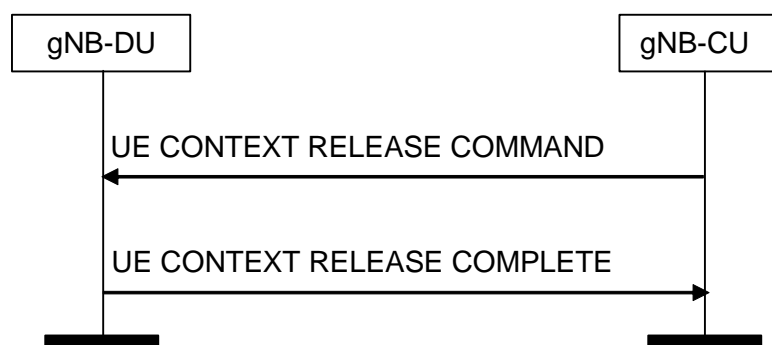 gNB-DU
gNB-CU
UE CONTEXT RELEASE COMMAND
UE CONTEXT RELEASE COMPLETE